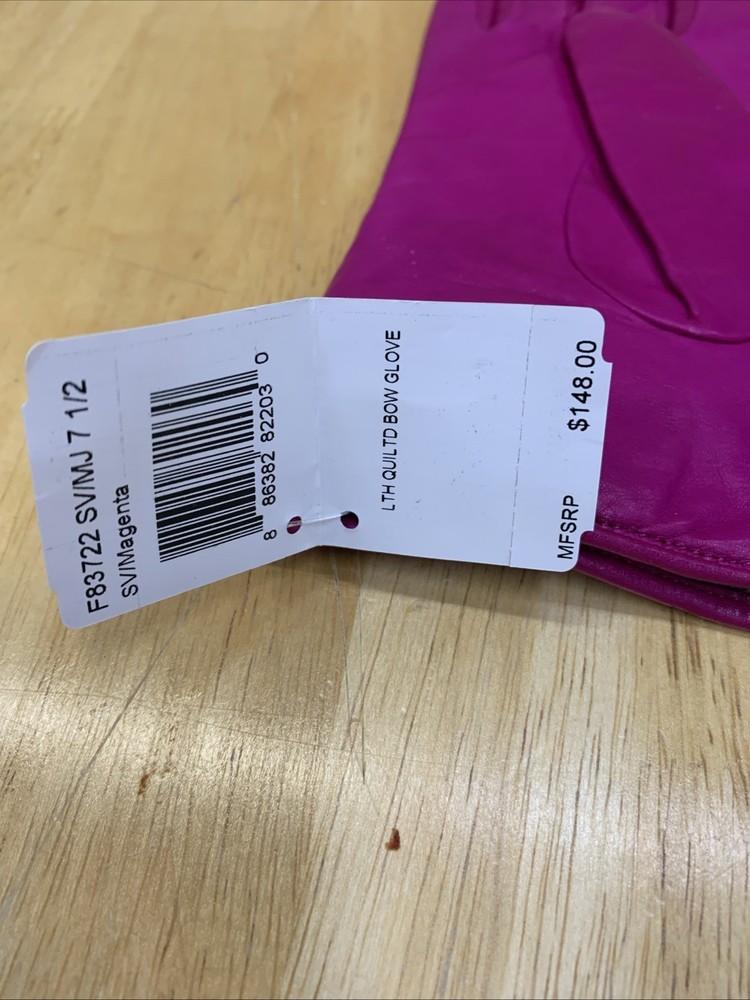 F83722 SV/MJ 7 1/2
SV/Magenta
8 86382 82203 0
LTH QUILTD BOW GLOVE
MFSRP $148.00